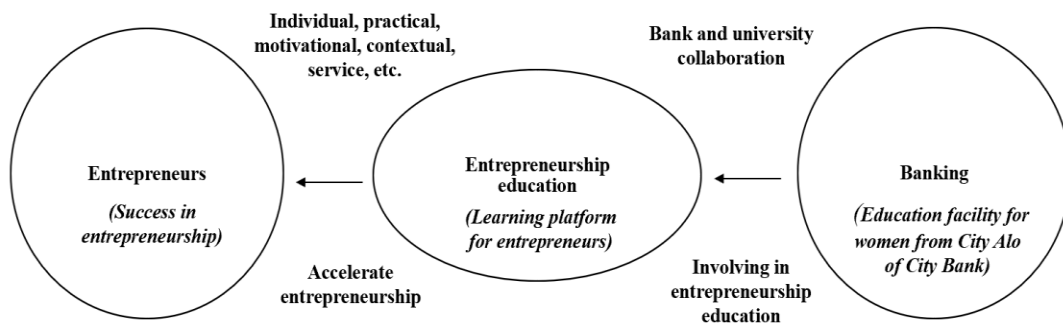 Individual, practical,
motivational, contextual,
service, etc.
Bank and university
collaboration
Entrepreneurs
(Success in
entrepreneurship)
Entrepreneurship
education
(Learning platform
for entrepreneurs)
Banking
(Education facility for
women from City Alo
of City Bank)
Accelerate
entrepreneurship
Involving in
entrepreneurship
education